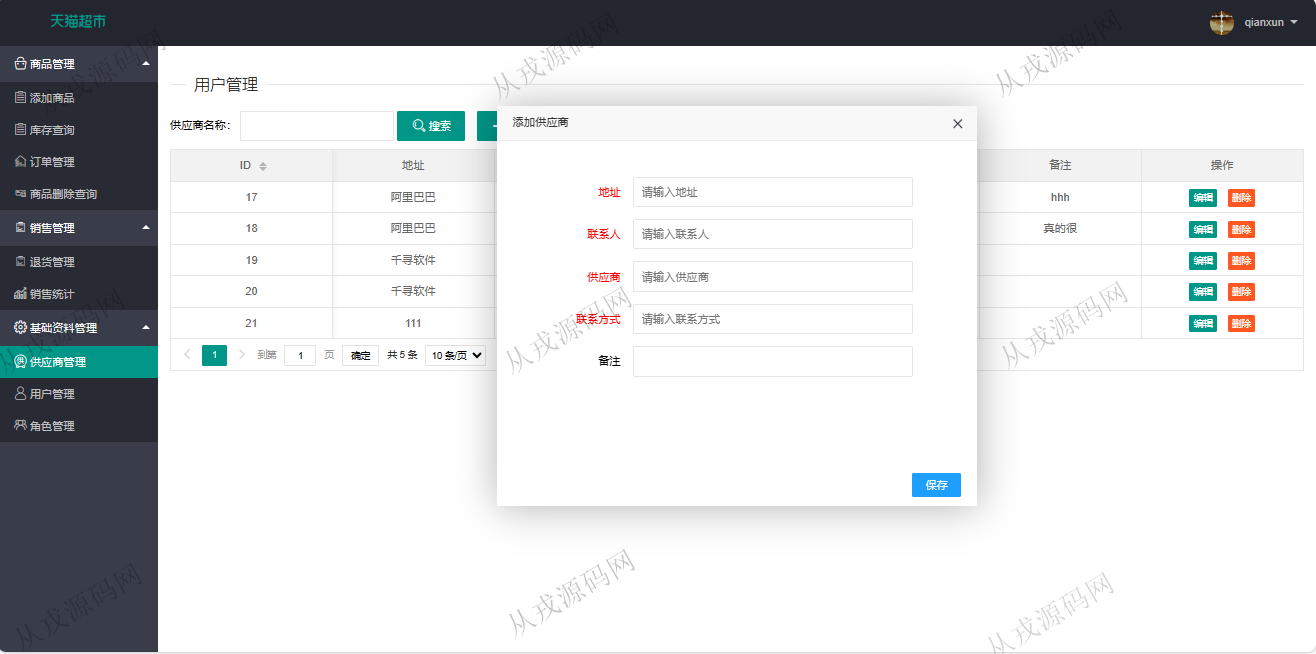 天猫超市
qianxun
商品管理
添加商品
库存查询
订单管理
商品删除查询
销售管理
退货管理
销售统计
基础资料管理
供应商管理
用户管理
角色管理
用户管理
供应商名称：
搜索
ID 地址 备注 操作
17 阿里巴巴 hhh 编辑 删除
18 阿里巴巴 真的很 编辑 删除
19 千寻软件 编辑 删除
20 千寻软件 编辑 删除
21 111 编辑 删除
1 到第 1 页 确定 共 5 条 10 条/页
添加供应商
地址 请输入地址
联系人 请输入联系人
供应商 请输入供应商
联系方式 请输入联系方式
备注
保存
从戎源码网
从戎源码网
从戎源码网
从戎源码网
从戎源码网
从戎源码网
从戎源码网
从戎源码网
从戎源码网